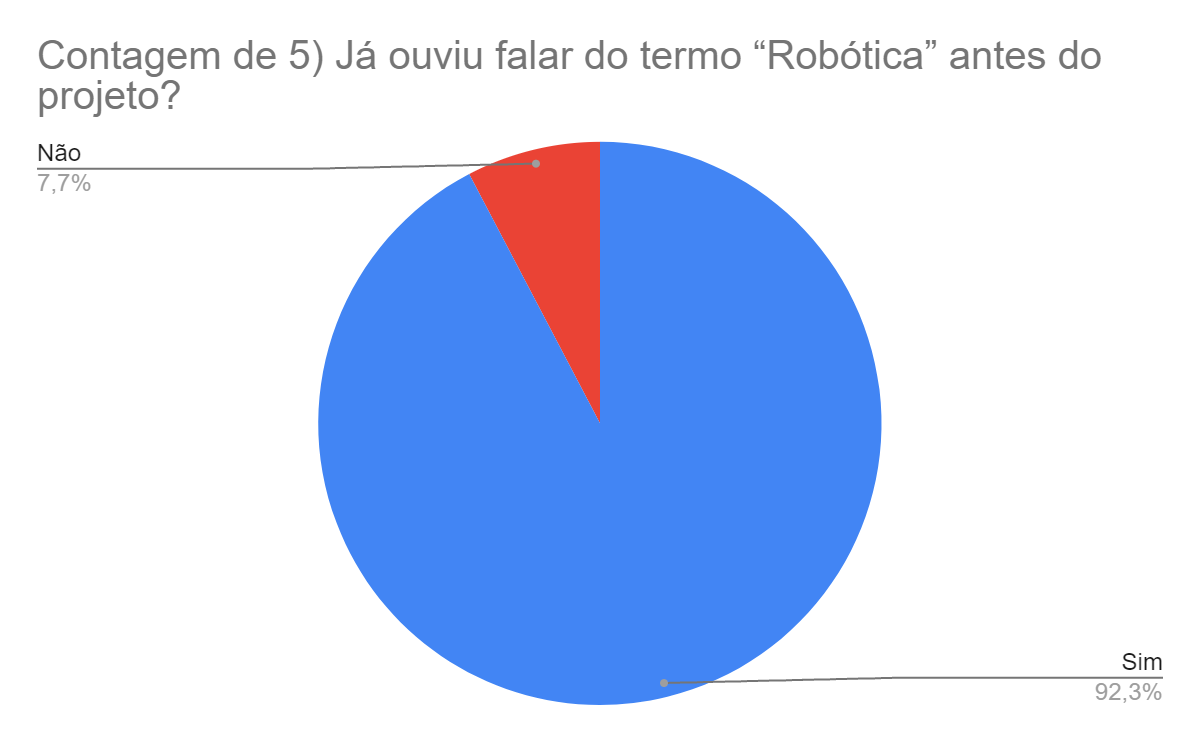 Contagem de 5) Já ouviu falar do termo “Robótica” antes do
projeto?
Não
7,7%
Sim
92,3%